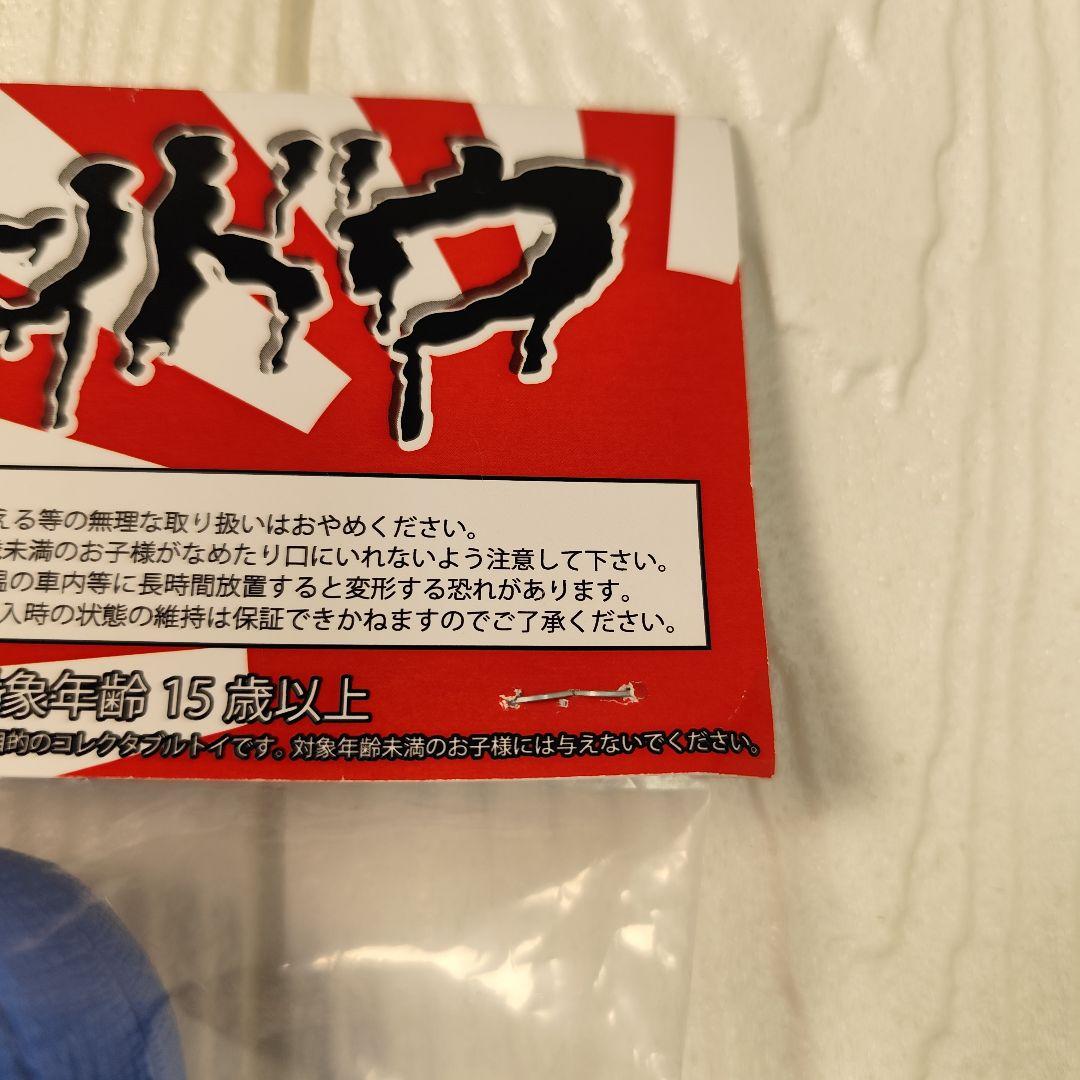 ンドウ
える等の無理な取り扱いはおやめください。
未満のお子様がなめたり口にいれないよう注意して下さい。
温の車内等に長時間放置すると変形する恐れがあります。
入時の状態の維持は保証できかねますのでご了承ください。
対象年齢 15 歳以上
的のコレクタブルトイです。対象年齢未満のお子様には与えないでください。